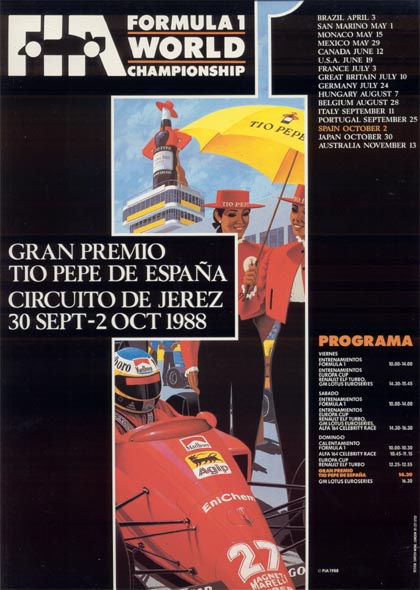 FIA
FORMULA 1
WORLD
CHAMPIONSHIP
BRAZIL APRIL 3
SAN MARINO MAY 1
MONACO MAY 15
MEXICO MAY 29
CANADA JUNE 12
U.S.A. JUNE 19
FRANCE JULY 3
GREAT BRITAIN JULY 10
GERMANY JULY 24
HUNGARY AUGUST 7
BELGIUM AUGUST 28
ITALY SEPTEMBER 11
PORTUGAL SEPTEMBER 25
SPAIN OCTOBER 2
JAPAN OCTOBER 30
AUSTRALIA NOVEMBER 13
TIO PEPE
TIO PEPE
GRAN PREMIO
TIO PEPE DE ESPAÑA
CIRCUITO DE JEREZ
30 SEPT-2 OCT 1988
PROGRAMA
VIERNES
ENTRENAMIENTOS
FORMULA 1 10.00-14.00
ENTRENAMIENTOS
EUROPA CUP
RENAULT ELF TURBO,
GM LOTUS EUROSERIES 14.30-15.45
SABADO
ENTRENAMIENTOS
FORMULA 1 10.00-14.00
ENTRENAMIENTOS
EUROPA CUP
RENAULT ELF TURBO,
GM LOTUS EUROSERIES,
ALFA 164 CELEBRITY RACE 14.30-16.30
DOMINGO
CALENTAMIENTO
FORMULA 1 10.00-10.30
ALFA 164 CELEBRITY RACE 10.45-11.15
EUROPA CUP
RENAULT ELF TURBO 12.25-12.55
GRAN PREMIO
TIO PEPE DE ESPAÑA 14.30
GM LOTUS EUROSERIES 16.30
Marlboro
Agip
EniChem
27
MAGNETI
MARELLI
© FIA 1988